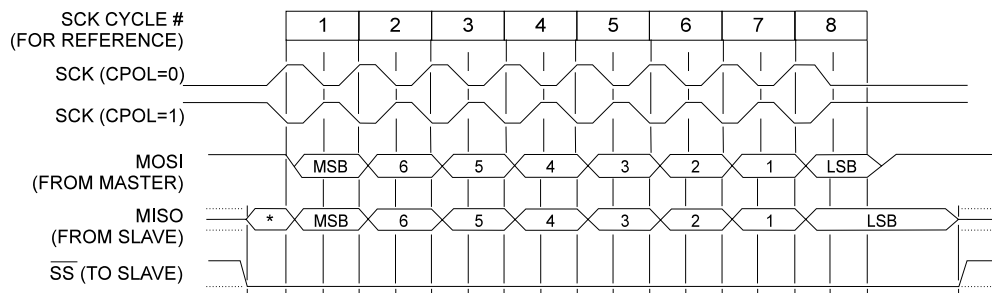 SCK CYCLE #
(FOR REFERENCE)
1 2 3 4 5 6 7 8
SCK (CPOL=0)
SCK (CPOL=1)
MOSI
(FROM MASTER)
MSB 6 5 4 3 2 1 LSB
MISO
(FROM SLAVE)
* MSB 6 5 4 3 2 1 LSB
SS (TO SLAVE)